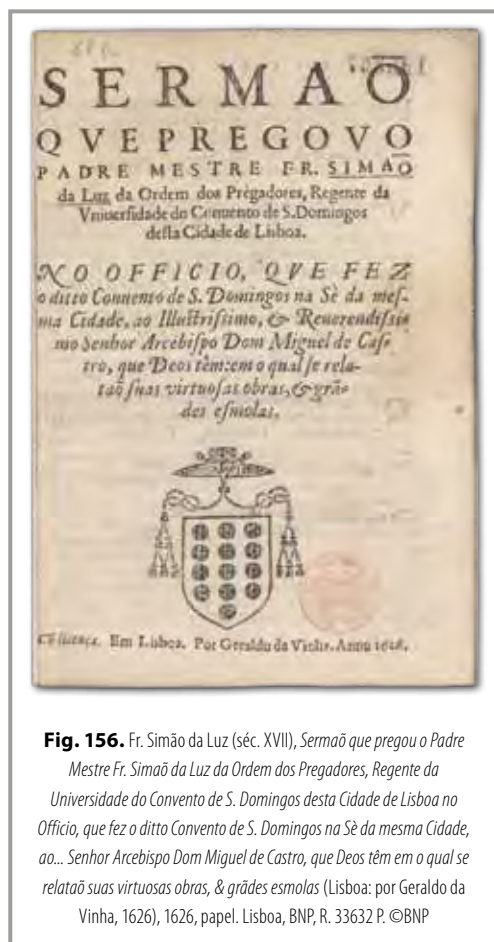 SERMAÕ
QVE PREGOV O
PADRE MESTRE FR. SIMAÕ
da Luz da Ordem dos Prégadores, Regente da
Vniuersidade do Conuento de S. Domingos
desta Cidade de Lisboa.
NO OFFICIO, QVE FEZ
o ditto Conuento de S. Domingos na Sè da mes-
ma Cidade, ao Illustrissimo, & Reuerendissi-
mo Senhor Arcebispo Dom Miguel de Cas-
tro, que Deos têm: em o qual se rela-
taõ suas virtuosas obras, & grã-
des esmolas.
Em Lisboa. Por Geraldo da Vinha. Anno 1626.
Fig. 156. Fr. Simão da Luz (séc. XVII), Sermaõ que pregou o Padre
Mestre Fr. Simaõ da Luz da Ordem dos Pregadores, Regente da
Universidade do Convento de S. Domingos desta Cidade de Lisboa no
Officio, que fez o ditto Convento de S. Domingos na Sè da mesma Cidade,
ao... Senhor Arcebispo Dom Miguel de Castro, que Deos têm em o qual se
relataõ suas virtuosas obras, & grãdes esmolas (Lisboa: por Geraldo da
Vinha, 1626), 1626, papel. Lisboa, BNP, R. 33632 P. ©BNP